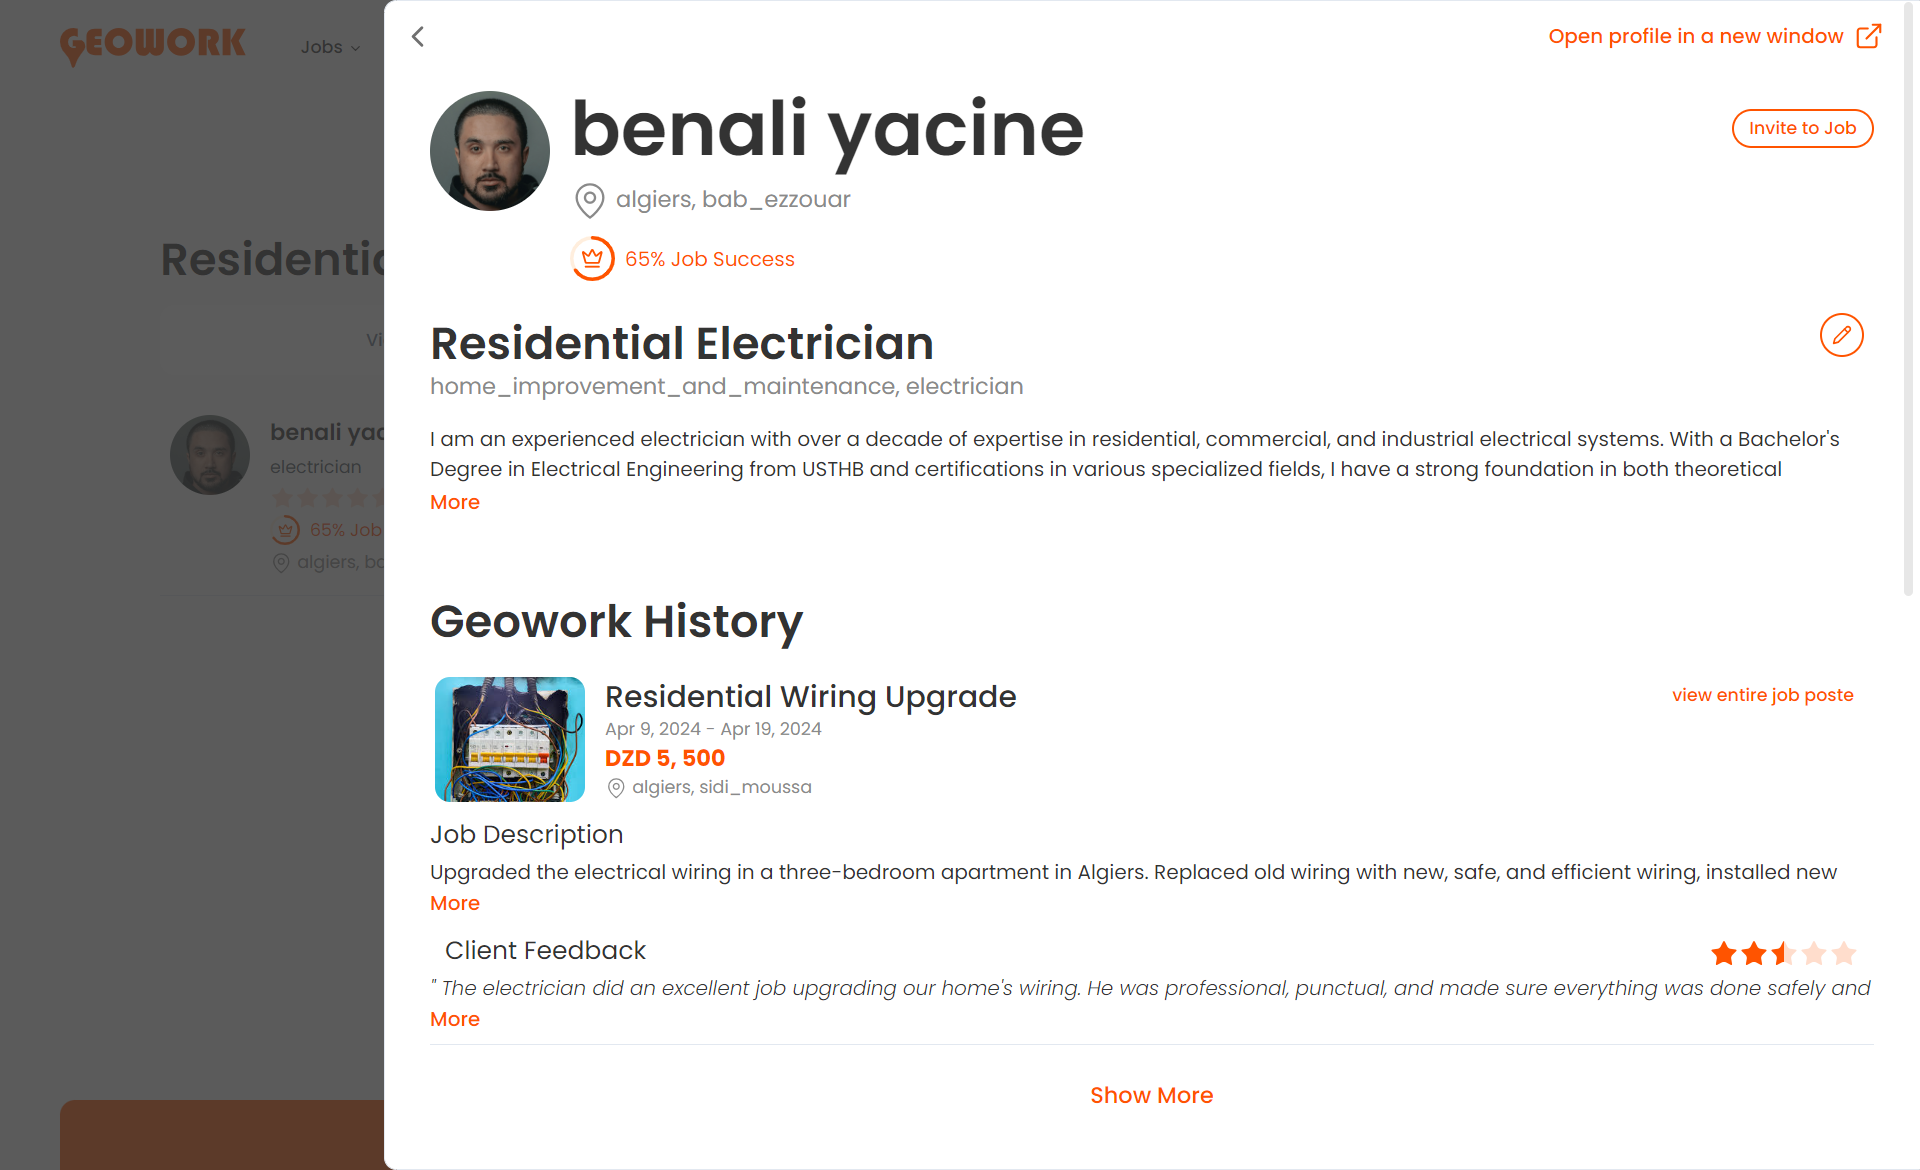 GEOWORK
Jobs
Open profile in a new window
benali yacine
Invite to Job
algiers, bab_ezzouar
65% Job Success
Residential Electrician
home_improvement_and_maintenance, electrician
I am an experienced electrician with over a decade of expertise in residential, commercial, and industrial electrical systems. With a Bachelor's
Degree in Electrical Engineering from USTHB and certifications in various specialized fields, I have a strong foundation in both theoretical
More
Geowork History
Residential Wiring Upgrade
view entire job poste
Apr 9, 2024 - Apr 19, 2024
DZD 5, 500
algiers, sidi_moussa
Job Description
Upgraded the electrical wiring in a three-bedroom apartment in Algiers. Replaced old wiring with new, safe, and efficient wiring, installed new
More
Client Feedback
" The electrician did an excellent job upgrading our home's wiring. He was professional, punctual, and made sure everything was done safely and
More
Show More
Residentia
Vi
benali yac
electrician
65% Job
algiers, ba